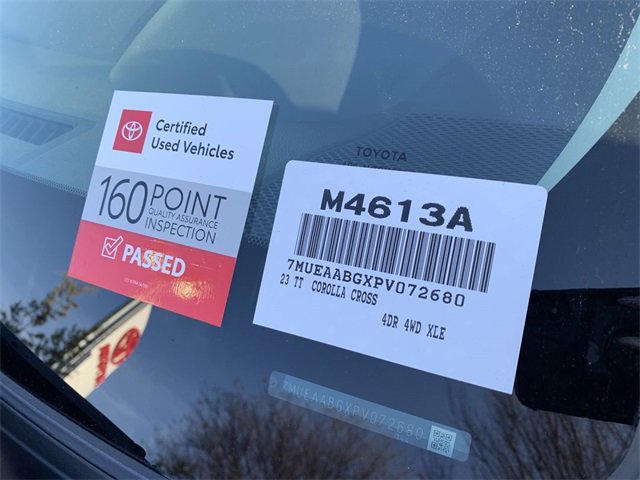 Certified
Used Vehicles
160 POINT
QUALITY ASSURANCE
INSPECTION
PASSED
TOYOTA
M4613A
7MUEAABGXPV072680
23 TT COROLLA CROSS
4DR 4WD XLE
7MUEAABGXPV072680